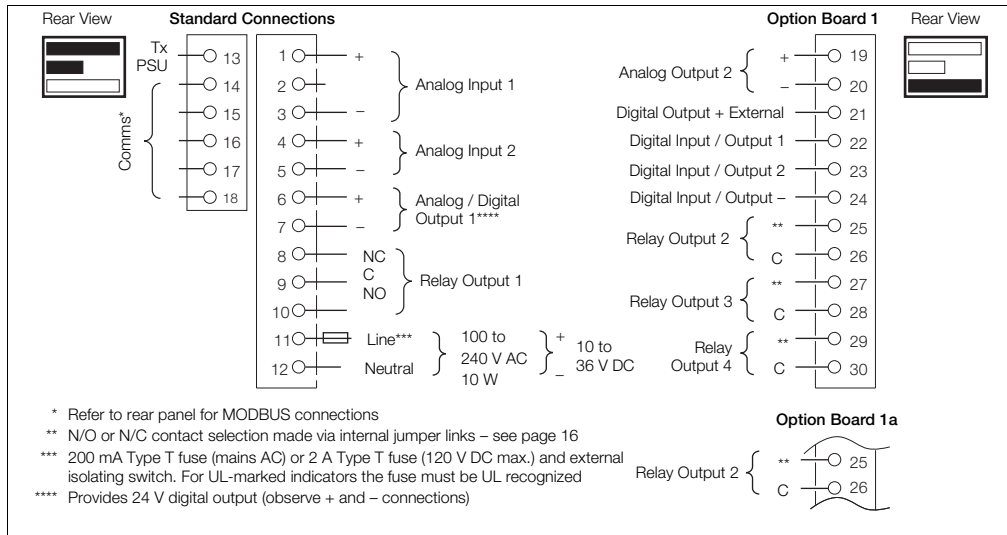 Rear View
Standard Connections
Option Board 1
Rear View
Tx
PSU
13
14
15
16
17
18
Comms*
1 +
2
3 –
Analog Input 1
4 +
5 –
Analog Input 2
6 +
7 –
Analog / Digital
Output 1****
8 NC
9 C
10 NO
Relay Output 1
11 Line***
12 Neutral
100 to
240 V AC
10 W
+
–
10 to
36 V DC
Analog Output 2
+ 19
– 20
Digital Output + External 21
Digital Input / Output 1 22
Digital Input / Output 2 23
Digital Input / Output – 24
Relay Output 2
** 25
C 26
Relay Output 3
** 27
C 28
Relay
Output 4
** 29
C 30
* Refer to rear panel for MODBUS connections
** N/O or N/C contact selection made via internal jumper links – see page 16
*** 200 mA Type T fuse (mains AC) or 2 A Type T fuse (120 V DC max.) and external
isolating switch. For UL-marked indicators the fuse must be UL recognized
**** Provides 24 V digital output (observe + and – connections)
Option Board 1a
Relay Output 2
** 25
C 26